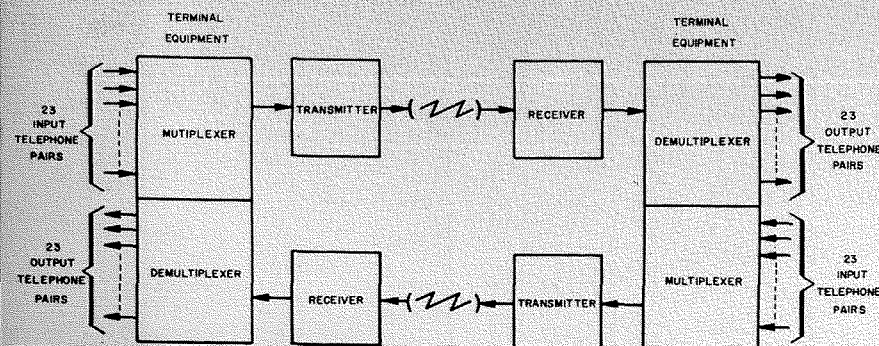 TERMINAL
EQUIPMENT
TERMINAL
EQUIPMENT
23
INPUT
TELEPHONE
PAIRS
MUTIPLEXER
TRANSMITTER
RECEIVER
DEMULTIPLEXER
23
OUTPUT
TELEPHONE
PAIRS
23
OUTPUT
TELEPHONE
PAIRS
DEMULTIPLEXER
RECEIVER
TRANSMITTER
MULTIPLEXER
23
INPUT
TELEPHONE
PAIRS